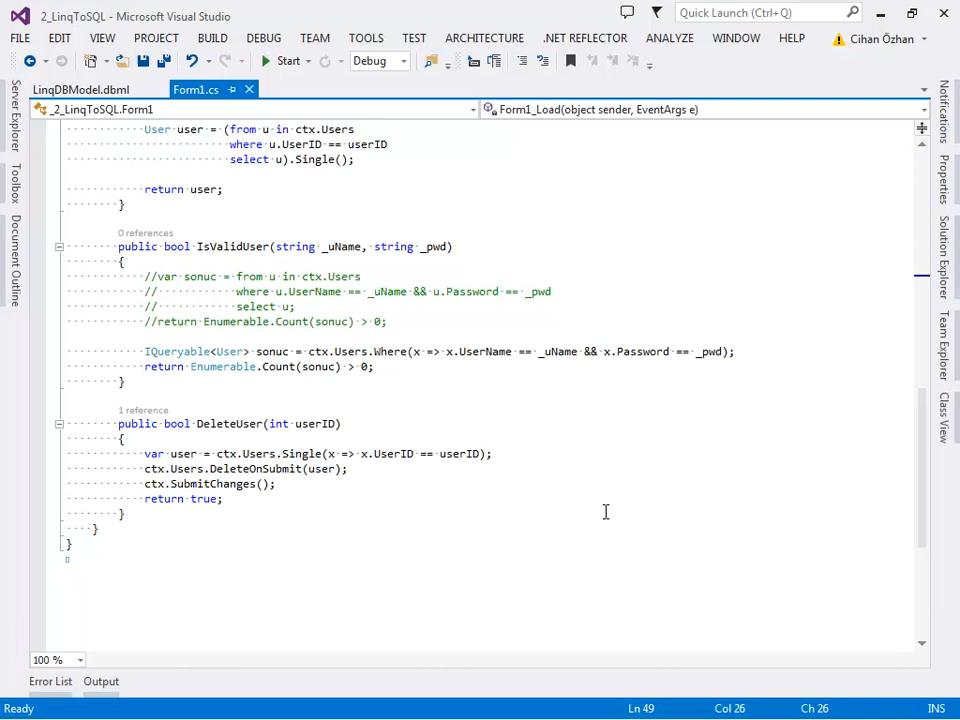 2_LinqToSQL - Microsoft Visual Studio
Quick Launch (Ctrl+Q)
FILE EDIT VIEW PROJECT BUILD DEBUG TEAM TOOLS TEST ARCHITECTURE .NET REFLECTOR ANALYZE WINDOW HELP Cihan Özhan
Start Debug
LinqDBModel.dbml Form1.cs
_2_LinqToSQL.Form1 Form1_Load(object sender, EventArgs e)
User user = (from u in ctx.Users
where u.UserID == userID
select u).Single();
return user;
}
0 references
public bool IsValidUser(string _uName, string _pwd)
{
//var sonuc = from u in ctx.Users
// where u.UserName == _uName && u.Password == _pwd
// select u;
//return Enumerable.Count(sonuc) > 0;
IQueryable<User> sonuc = ctx.Users.Where(x => x.UserName == _uName && x.Password == _pwd);
return Enumerable.Count(sonuc) > 0;
}
1 reference
public bool DeleteUser(int userID)
{
var user = ctx.Users.Single(x => x.UserID == userID);
ctx.Users.DeleteOnSubmit(user);
ctx.SubmitChanges();
return true;
}
}
}
100 %
Error List Output
Ready Ln 49 Col 26 Ch 26 INS
Server Explorer
Toolbox
Document Outline
Notifications
Properties
Solution Explorer
Team Explorer
Class View